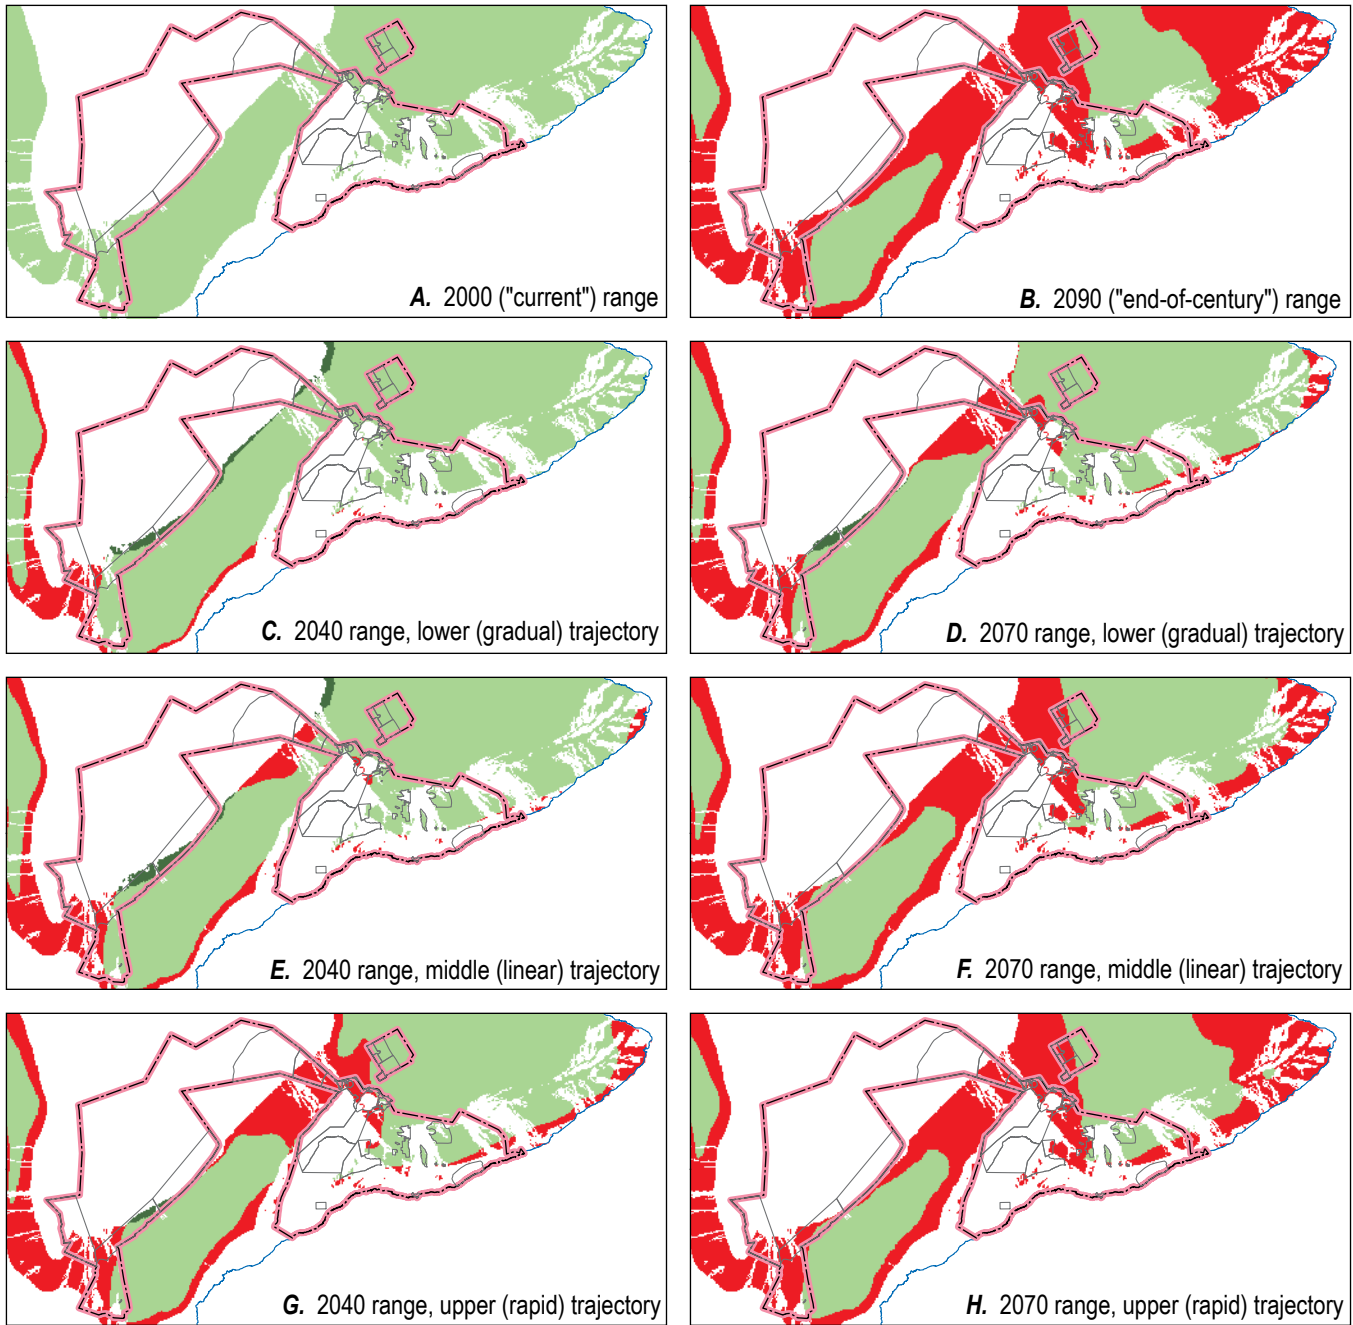 A. 2000 ("current") range
B. 2090 ("end-of-century") range
C. 2040 range, lower (gradual) trajectory
D. 2070 range, lower (gradual) trajectory
E. 2040 range, middle (linear) trajectory
F. 2070 range, middle (linear) trajectory
G. 2040 range, upper (rapid) trajectory
H. 2070 range, upper (rapid) trajectory